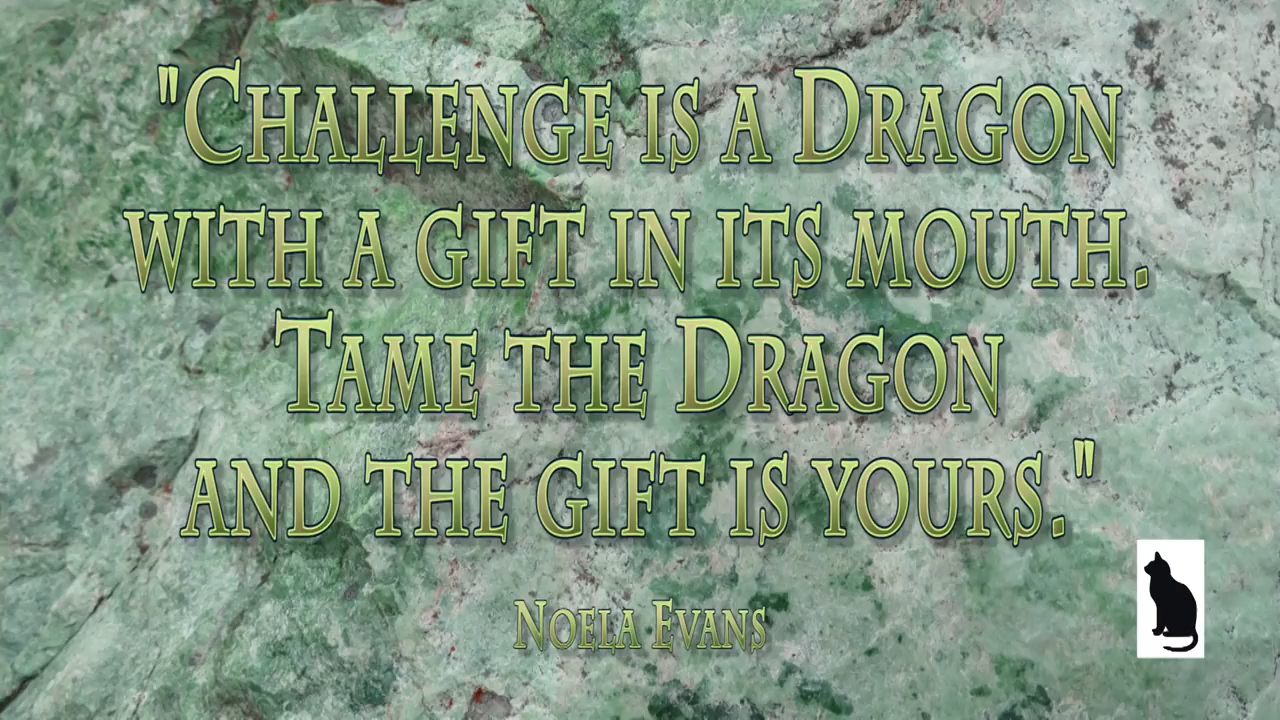 "Challenge is a Dragon
with a gift in its mouth.
Tame the Dragon
and the gift is yours."
Noela Evans